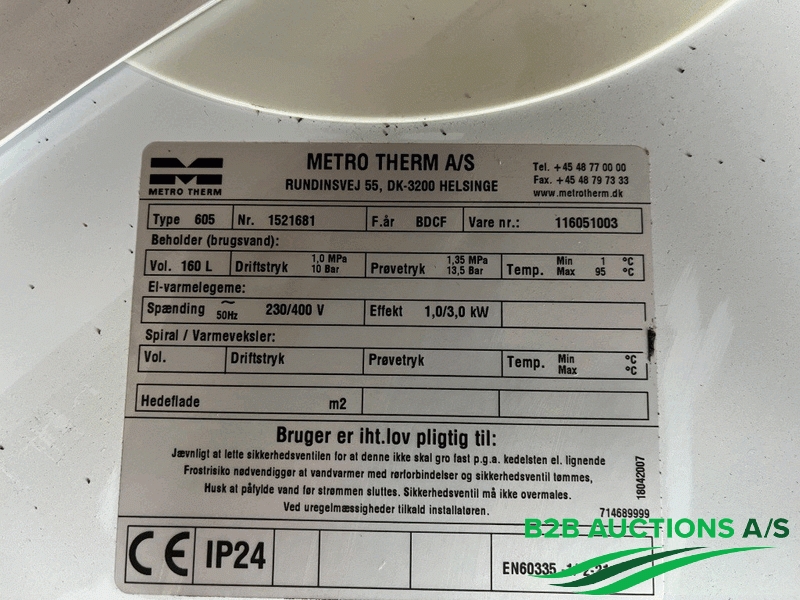 METRO THERM
METRO THERM A/S
RUNDINSVEJ 55, DK-3200 HELSINGE
Tel. +45 48 77 00 00
Fax. +45 48 79 73 33
www.metrotherm.dk
Type 605 Nr. 1521681 F.år BDCF Vare nr.: 116051003
Beholder (brugsvand):
Vol. 160 L Driftstryk 1,0 MPa 10 Bar Prøvetryk 1,35 MPa 13,5 Bar Temp. Min 1 °C Max 95 °C
El-varmelegeme:
Spænding ~ 50Hz 230/400 V Effekt 1,0/3,0 kW
Spiral / Varmeveksler:
Vol. Driftstryk Prøvetryk Temp. Min °C Max °C
Hedeflade m2
Bruger er iht.lov pligtig til:
Jævnligt at lette sikkerhedsventilen for at denne ikke skal gro fast p.g.a. kedelsten el. lignende
Frostrisiko nødvendiggør at vandvarmer med rørforbindelser og sikkerhedsventil tømmes,
Husk at påfylde vand før strømmen sluttes. Sikkerhedsventil må ikke overmales.
Ved uregelmæssigheder tilkald installatøren.
18042007
714689999
CE IP24
EN60335
B2B AUCTIONS A/S